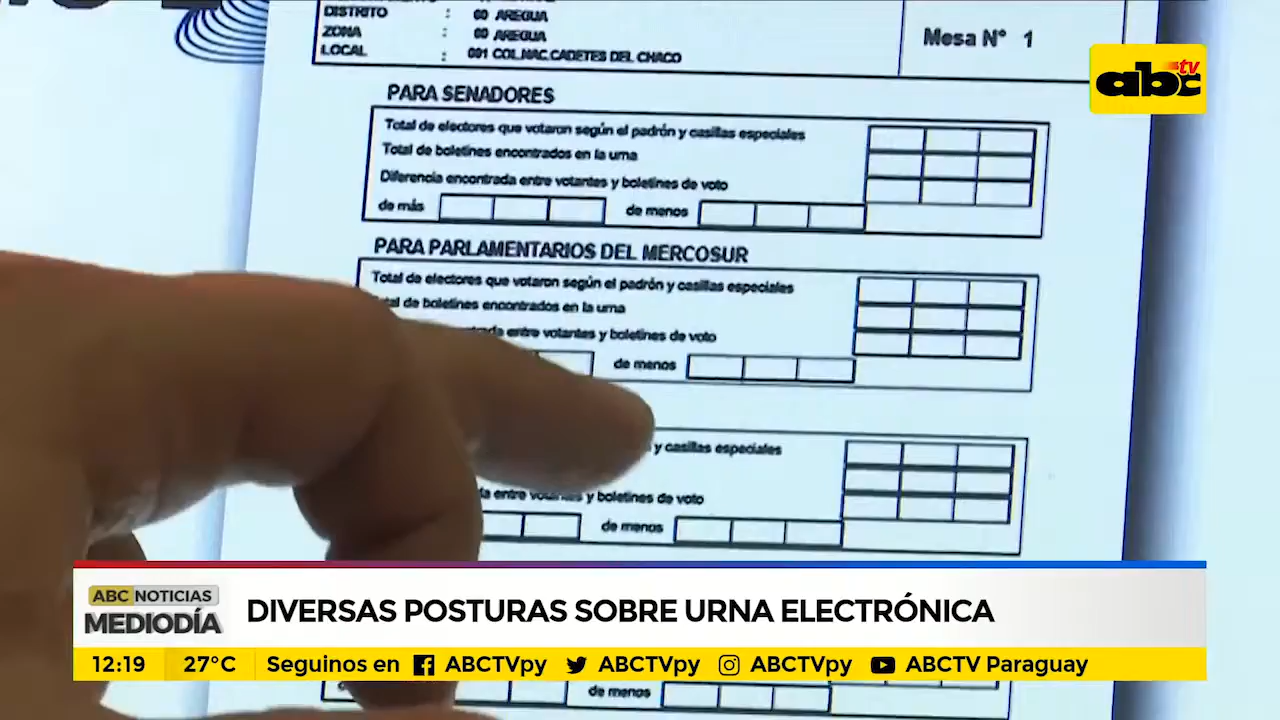 DISTRITO : 60 AREGUA
ZONA : 60 AREGUA
LOCAL : 001 COL.NAC.CADETES DEL CHACO
Mesa N° 1
abc tv
PARA SENADORES
Total de electores que votaron según el padrón y casillas especiales
Total de boletines encontrados en la urna
Diferencia encontrada entre votantes y boletines de voto
de más de menos
PARA PARLAMENTARIOS DEL MERCOSUR
Total de electores que votaron según el padrón y casillas especiales
de boletines encontrados en la urna
entre votantes y boletines de voto
de menos
y casillas especiales
entre votantes y boletines de voto
de menos
ABC NOTICIAS
MEDIODÍA
DIVERSAS POSTURAS SOBRE URNA ELECTRÓNICA
12:19 27°C Seguinos en ABCTVpy ABCTVpy ABCTVpy ABCTV Paraguay
de menos